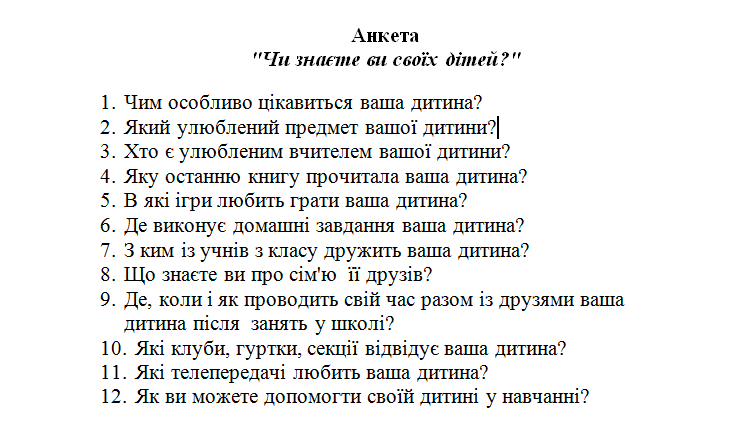 Анкета
"Чи знаєте ви своїх дітей?"
1. Чим особливо цікавиться ваша дитина?
2. Який улюблений предмет вашої дитини?
3. Хто є улюбленим вчителем вашої дитини?
4. Яку останню книгу прочитала ваша дитина?
5. В які ігри любить грати ваша дитина?
6. Де виконує домашні завдання ваша дитина?
7. З ким із учнів з класу дружить ваша дитина?
8. Що знаєте ви про сім'ю  її друзів?
9. Де, коли і як проводить свій час разом із друзями ваша
дитина після  занять у школі?
10. Які клуби, гуртки, секції відвідує ваша дитина?
11. Які телепередачі любить ваша дитина?
12. Як ви можете допомогти своїй дитині у навчанні?